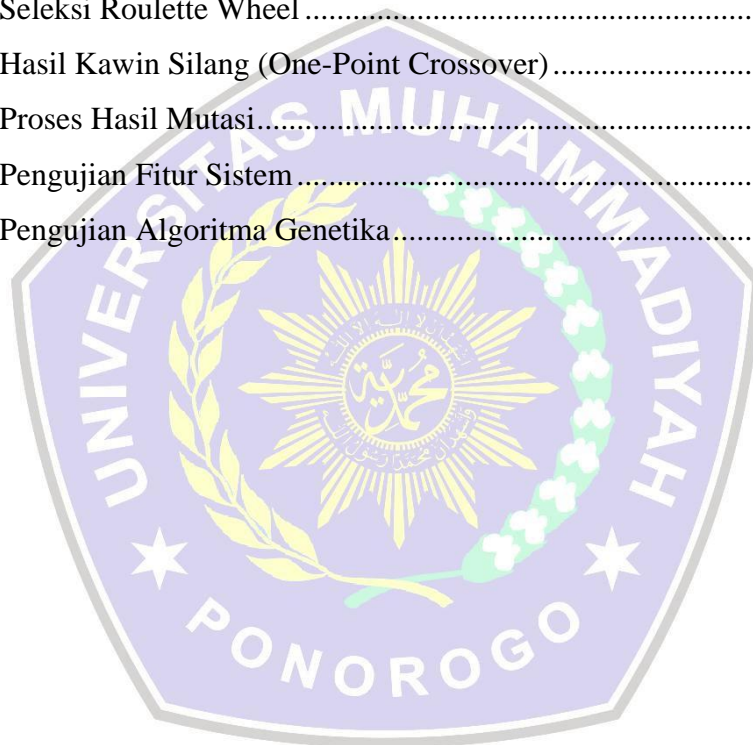 Seleksi Roulette Wheel ................................................................
Hasil Kawin Silang (One-Point Crossover) ................................
Proses Hasil Mutasi................................................................
Pengujian Fitur Sistem ................................................................
Pengujian Algoritma Genetika................................................
UNIVERSITAS MUHAMMADIYAH
PONOROGO
محمدية